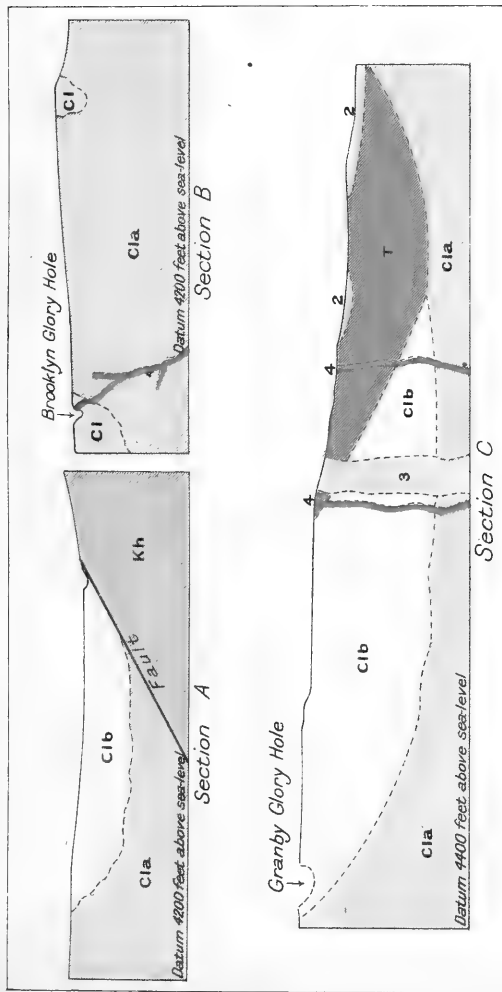 Clb
Kh
Fault
Cla
Datum 4200 feet above sea-level
Section A
Brooklyn Glory Hole
Cl
Cl
Cla
4
Datum 4200 feet above sea-level
Section B
Granby Glory Hole
4
4
2
2
Clb
3
Clb
T
Cla
Cla
Datum 4400 feet above sea-level
Section C